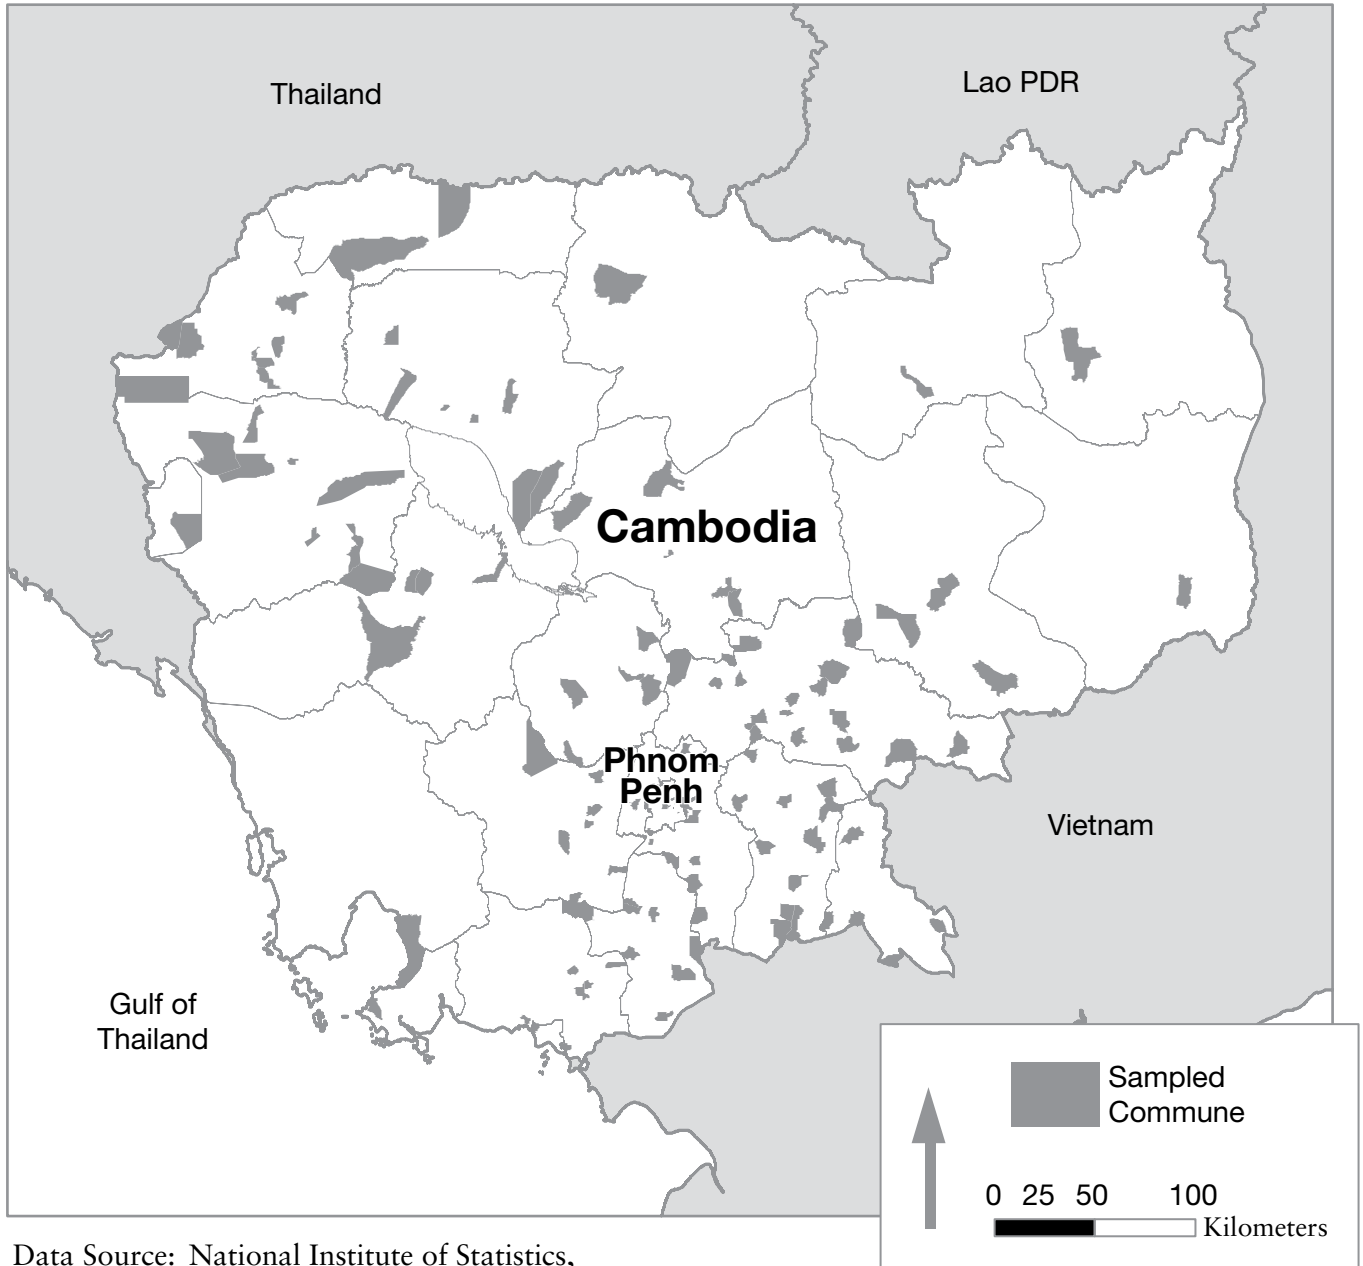 Thailand
Lao PDR
Cambodia
Phnom
Penh
Vietnam
Gulf of
Thailand
Sampled
Commune
0 25 50 100
Kilometers
Data Source: National Institute of Statistics,